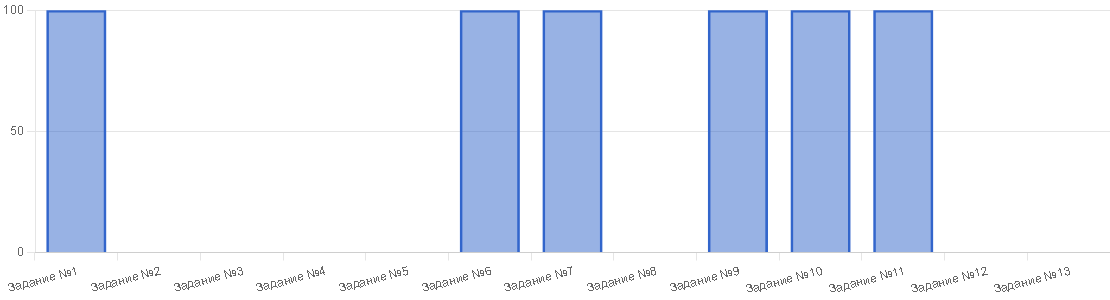 100
50
0
Задание №1
Задание №2
Задание №3
Задание №4
Задание №5
Задание №6
Задание №7
Задание №8
Задание №9
Задание №10
Задание №11
Задание №12
Задание №13